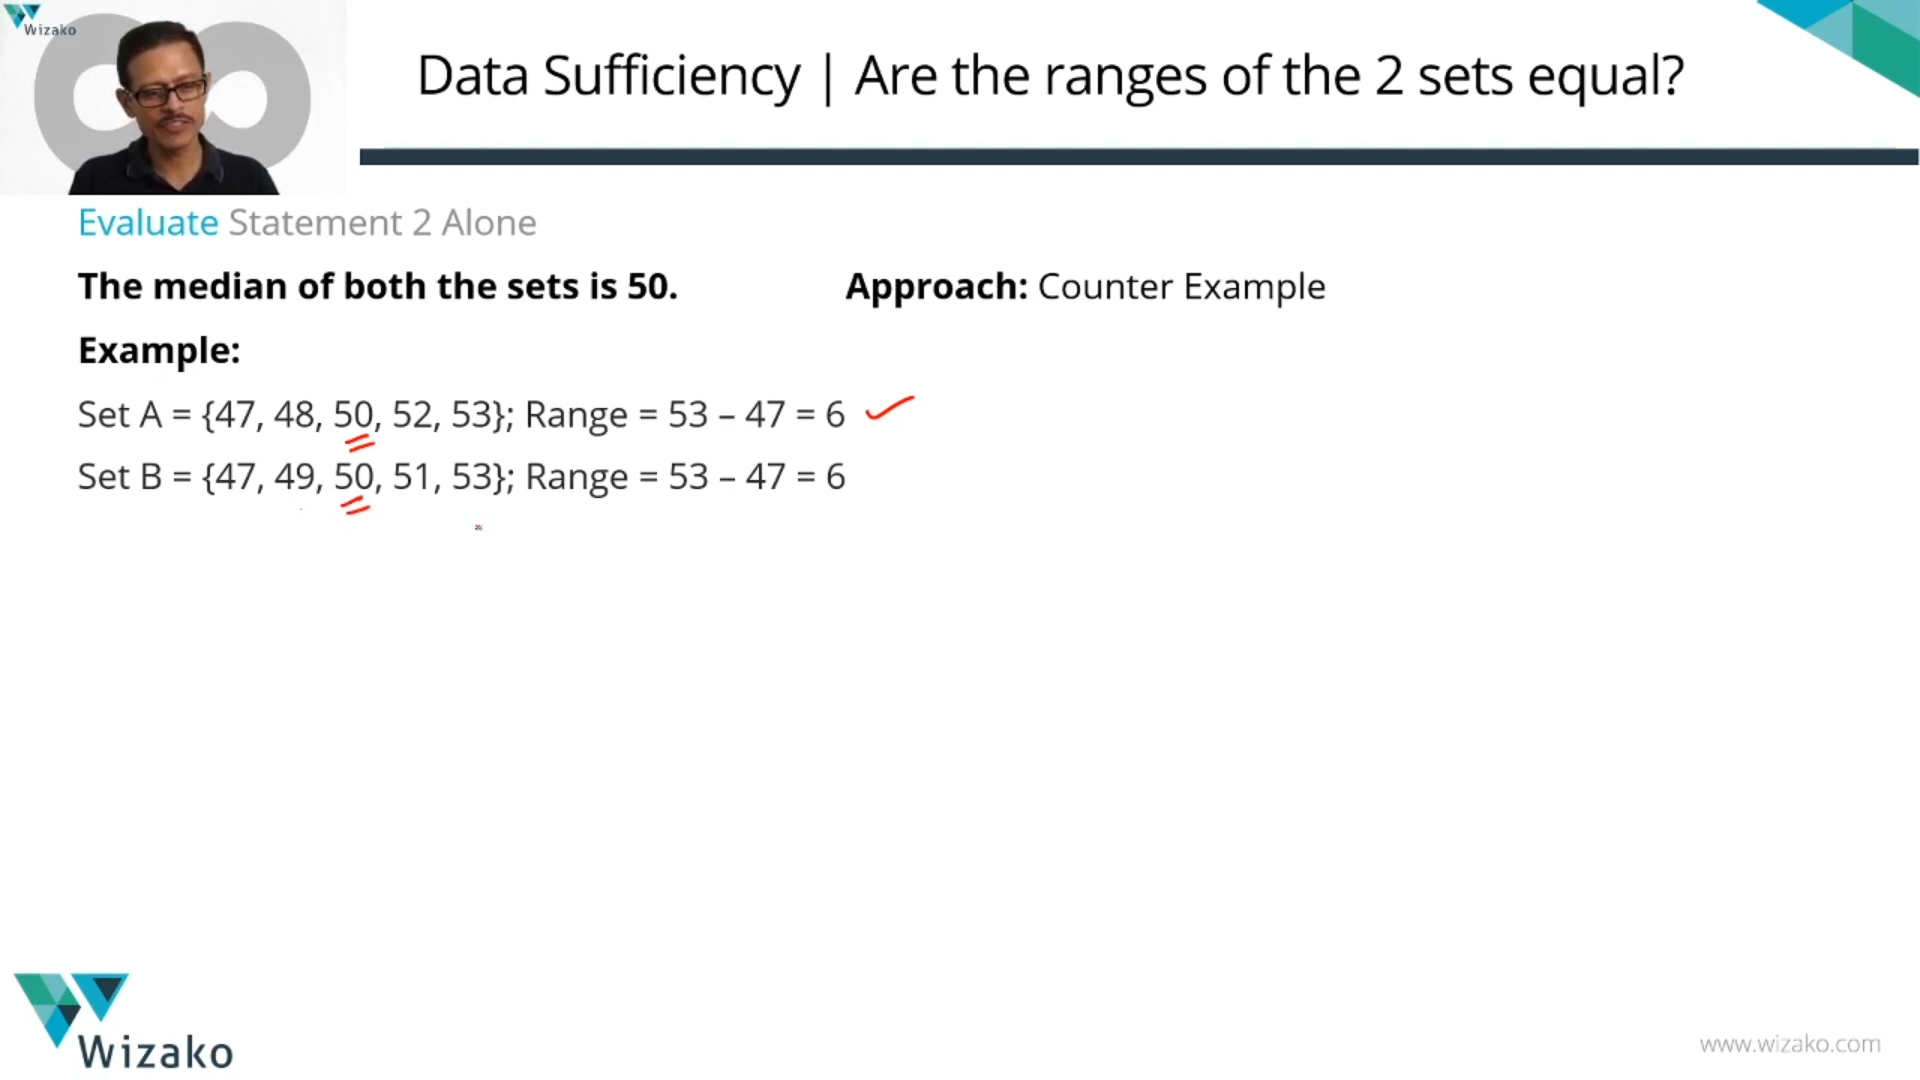 Wizako
Data Sufficiency | Are the ranges of the 2 sets equal?
Evaluate Statement 2 Alone
The median of both the sets is 50.
Approach: Counter Example
Example:
Set A = {47, 48, 50, 52, 53}; Range = 53 – 47 = 6
Set B = {47, 49, 50, 51, 53}; Range = 53 – 47 = 6
Wizako
www.wizako.com